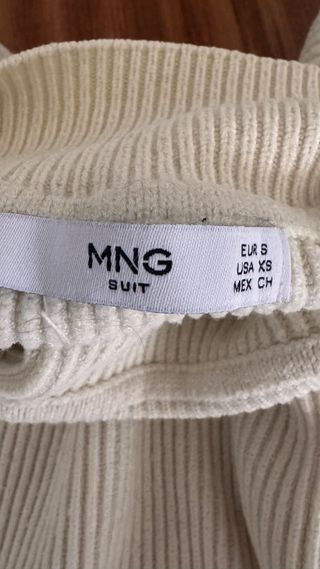 MNG
SUIT
EUR S
USA XS
MEX CH